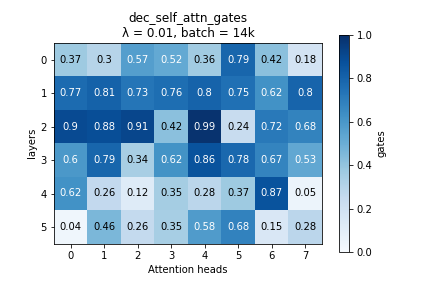 dec_self_attn_gates
λ = 0.01, batch = 14k
0 0.37 0.3 0.57 0.52 0.36 0.79 0.42 0.18
1 0.77 0.81 0.73 0.76 0.8 0.75 0.62 0.8
2 0.9 0.88 0.91 0.42 0.99 0.24 0.72 0.68
3 0.6 0.79 0.34 0.62 0.86 0.78 0.67 0.53
4 0.62 0.26 0.12 0.35 0.28 0.37 0.87 0.05
5 0.04 0.46 0.26 0.35 0.58 0.68 0.15 0.28
0 1 2 3 4 5 6 7
Attention heads
layers
1.0
0.8
0.6
0.4
0.2
0.0
gates